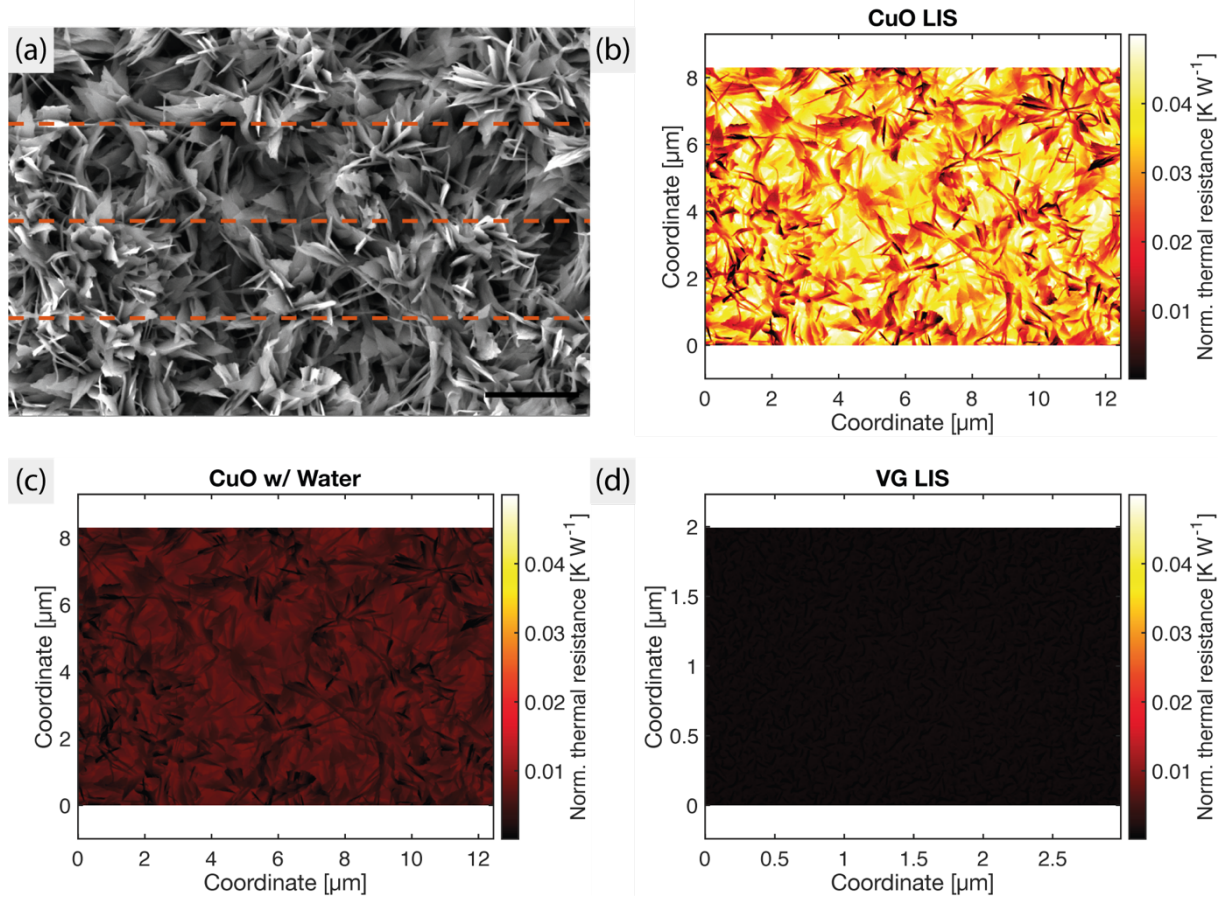 (a)
(b)
CuO LIS
8
6
4
2
0
Coordinate [µm]
0 2 4 6 8 10 12
Coordinate [µm]
0.04
0.03
0.02
0.01
Norm. thermal resistance [K W⁻¹]
(c)
CuO w/ Water
8
6
4
2
0
Coordinate [µm]
0 2 4 6 8 10 12
Coordinate [µm]
0.04
0.03
0.02
0.01
Norm. thermal resistance [K W⁻¹]
(d)
VG LIS
2
1.5
1
0.5
0
Coordinate [µm]
0 0.5 1 1.5 2 2.5
Coordinate [µm]
0.04
0.03
0.02
0.01
Norm. thermal resistance [K W⁻¹]